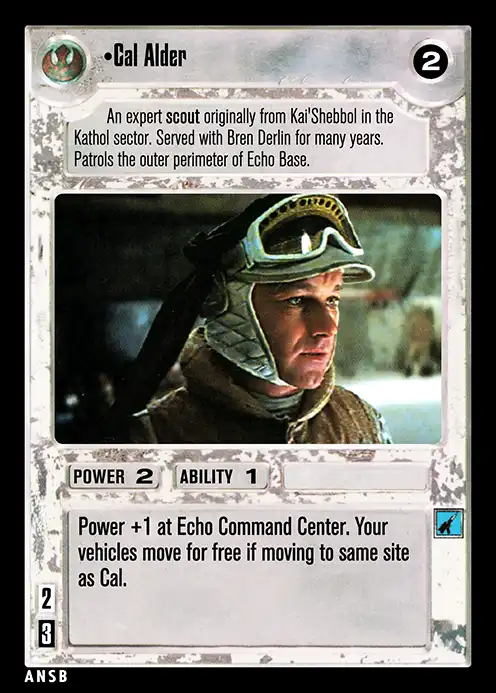 •Cal Alder
2
An expert scout originally from Kai'Shebbol in the
Kathol sector. Served with Bren Derlin for many years.
Patrols the outer perimeter of Echo Base.
POWER 2 ABILITY 1
Power +1 at Echo Command Center. Your
vehicles move for free if moving to same site
as Cal.
2
3
ANSB